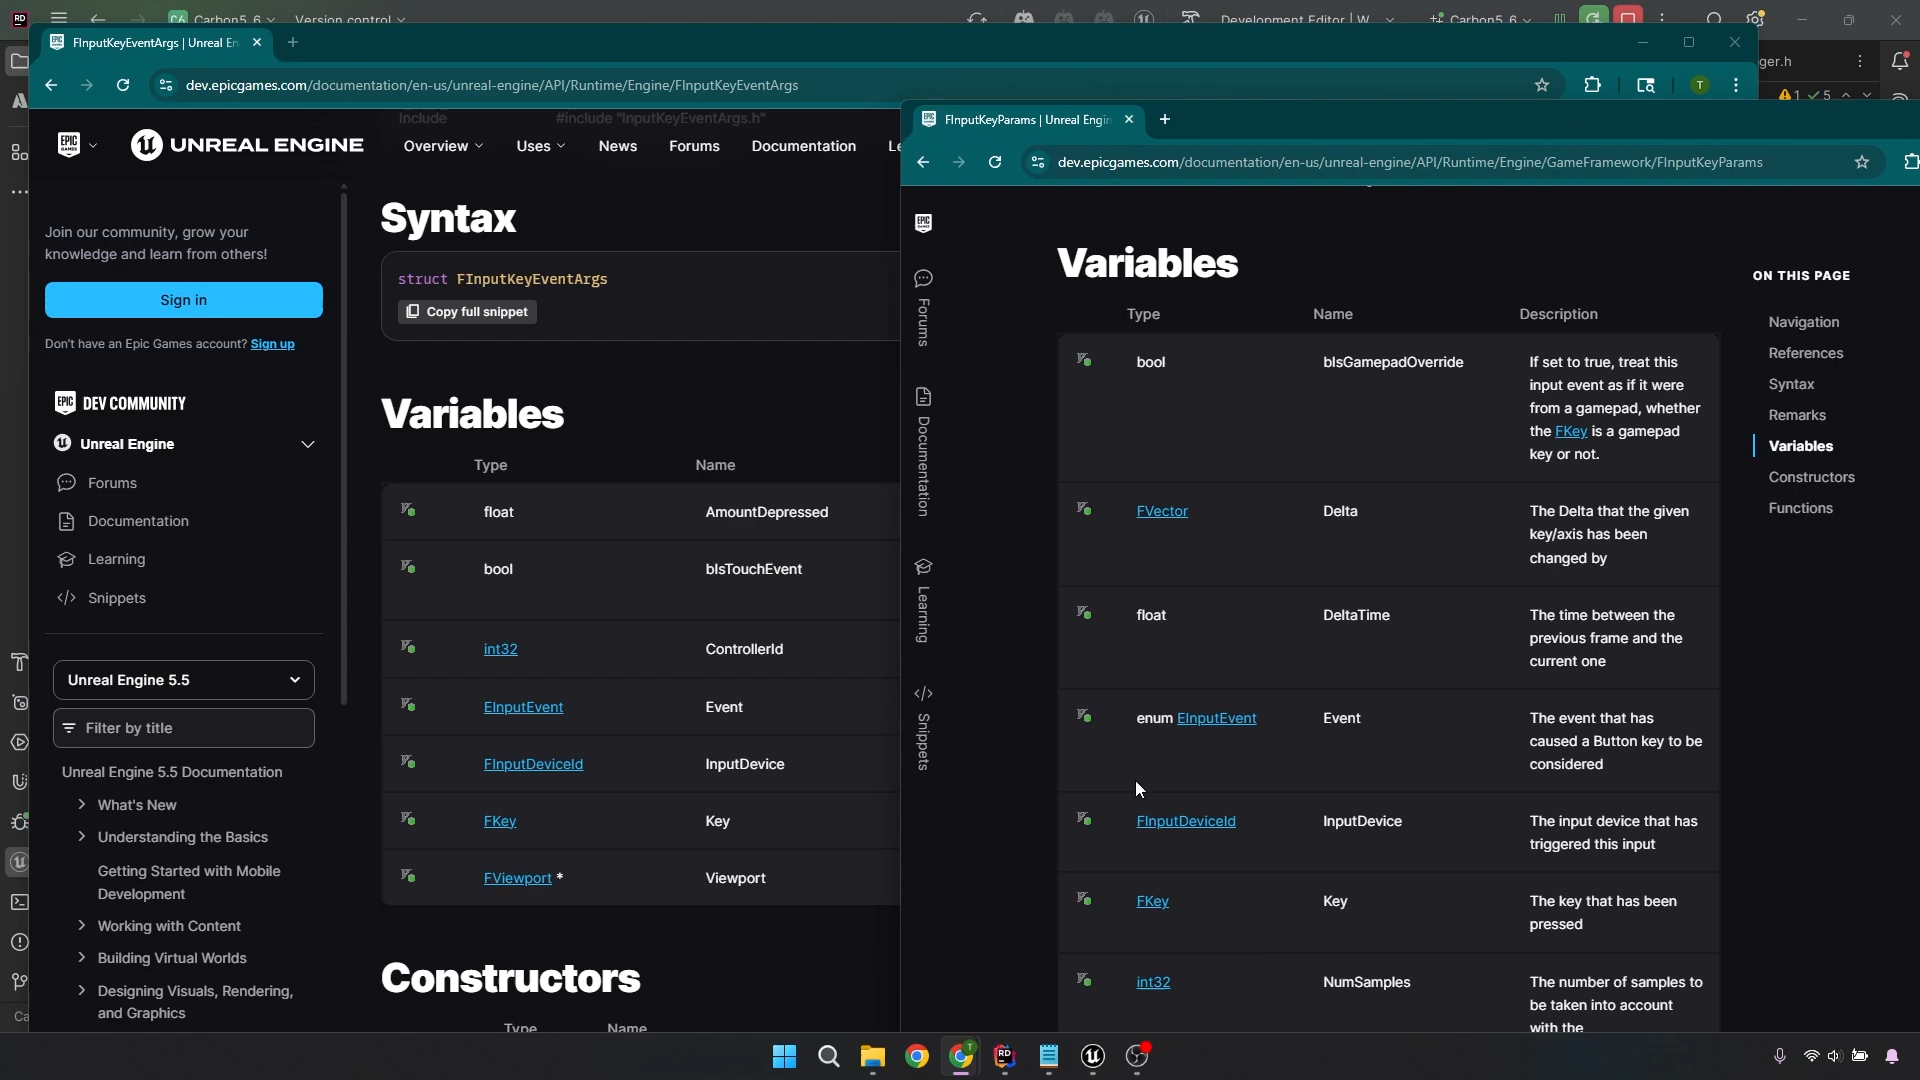 Carbon5_6
Version control
Development Editor | W
Carbon5_6
FInputKeyEventArgs | Unreal En
ger.h
dev.epicgames.com/documentation/en-us/unreal-engine/API/Runtime/Engine/FInputKeyEventArgs
T
1
5
Include
#include "InputKeyEventArgs.h"
UNREAL ENGINE
Overview
Uses
News
Forums
Documentation
Le
FInputKeyParams | Unreal Engin
dev.epicgames.com/documentation/en-us/unreal-engine/API/Runtime/Engine/GameFramework/FInputKeyParams
Join our community, grow your
knowledge and learn from others!
Sign in
Don't have an Epic Games account? Sign up
EPIC GAMES
DEV COMMUNITY
Unreal Engine
Forums
Documentation
Learning
Snippets
Unreal Engine 5.5
Filter by title
Unreal Engine 5.5 Documentation
What's New
Understanding the Basics
Getting Started with Mobile
Development
Working with Content
Building Virtual Worlds
Designing Visuals, Rendering,
and Graphics
Syntax
struct FInputKeyEventArgs
Copy full snippet
Variables
Type
Name
float
AmountDepressed
bool
bIsTouchEvent
int32
ControllerId
EInputEvent
Event
FInputDeviceId
InputDevice
FKey
Key
FViewport *
Viewport
Constructors
Type
Name
EPIC GAMES
Forums
Documentation
Learning
Snippets
Variables
Type
Name
Description
bool
bIsGamepadOverride
If set to true, treat this
input event as if it were
from a gamepad, whether
the FKey is a gamepad
key or not.
FVector
Delta
The Delta that the given
key/axis has been
changed by
float
DeltaTime
The time between the
previous frame and the
current one
enum EInputEvent
Event
The event that has
caused a Button key to be
considered
FInputDeviceId
InputDevice
The input device that has
triggered this input
FKey
Key
The key that has been
pressed
int32
NumSamples
The number of samples to
be taken into account
with the
ON THIS PAGE
Navigation
References
Syntax
Remarks
Variables
Constructors
Functions
Ca